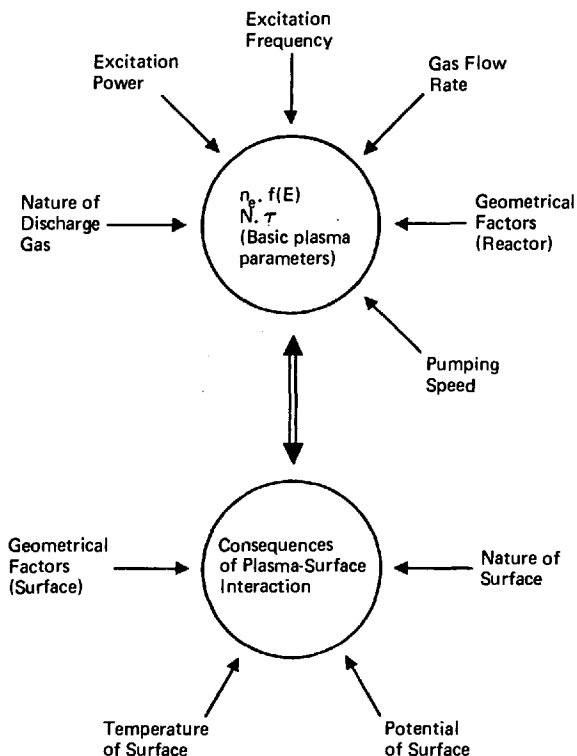 Excitation
Frequency
Excitation
Power
Gas Flow
Rate
nₑ. f(E)
N. τ
(Basic plasma
parameters)
Nature of
Discharge
Gas
Geometrical
Factors
(Reactor)
Pumping
Speed
Geometrical
Factors
(Surface)
Consequences
of Plasma-Surface
Interaction
Nature of
Surface
Temperature
of Surface
Potential
of Surface